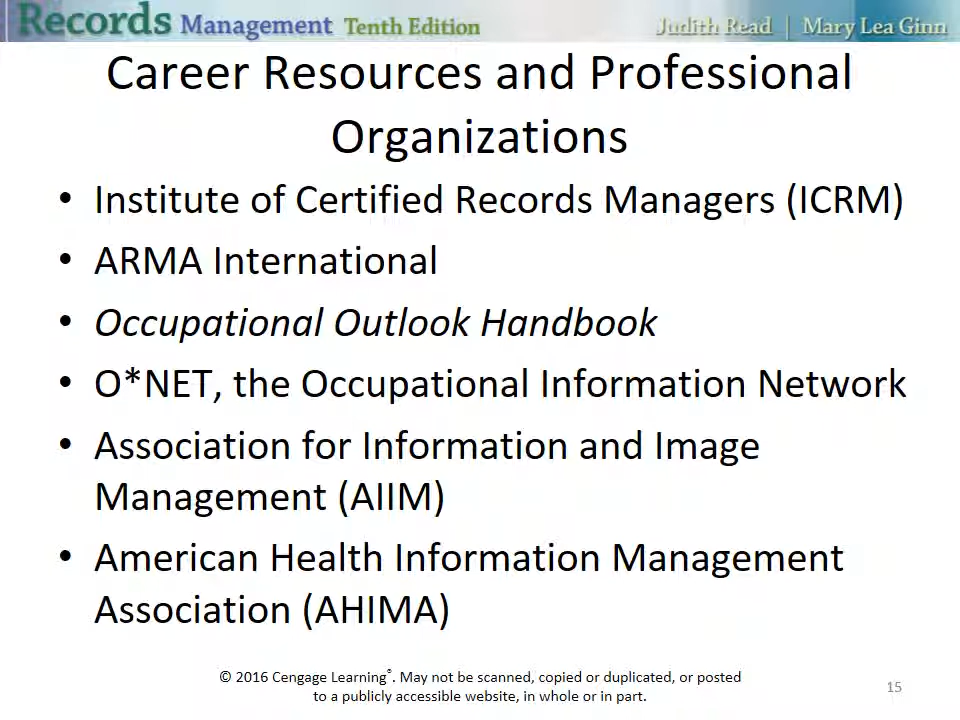 Records Management Tenth Edition Judith Read | Mary Lea Ginn
Career Resources and Professional
Organizations
• Institute of Certified Records Managers (ICRM)
• ARMA International
• Occupational Outlook Handbook
• O*NET, the Occupational Information Network
• Association for Information and Image
Management (AIIM)
• American Health Information Management
Association (AHIMA)
© 2016 Cengage Learning®. May not be scanned, copied or duplicated, or posted
to a publicly accessible website, in whole or in part.
15